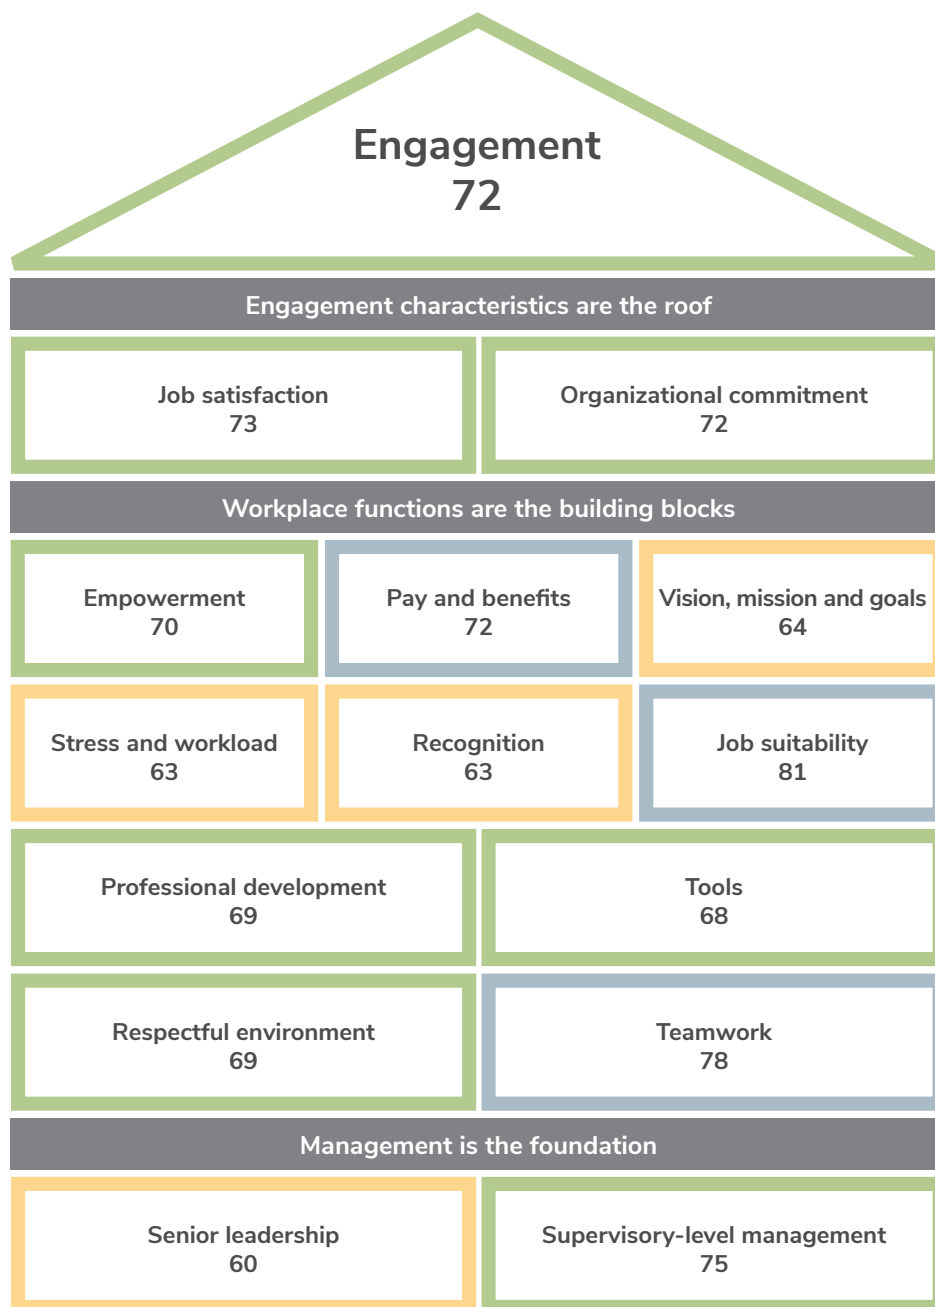 Engagement
72
Engagement characteristics are the roof
Job satisfaction
73
Organizational commitment
72
Workplace functions are the building blocks
Empowerment
70
Pay and benefits
72
Vision, mission and goals
64
Stress and workload
63
Recognition
63
Job suitability
81
Professional development
69
Tools
68
Respectful environment
69
Teamwork
78
Management is the foundation
Senior leadership
60
Supervisory-level management
75